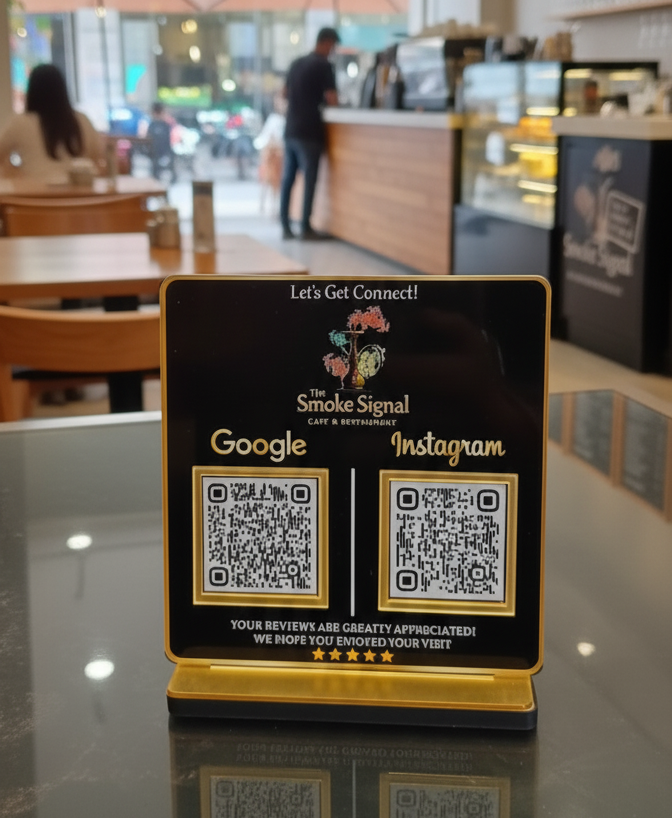 Let's Get Connect!
The
Smoke Signal
CAFE & RESTAURANT
Google
Instagram
YOUR REVIEWS ARE GREATLY APPRECIATED!
WE HOPE YOU ENJOYED YOUR VISIT
Smoke Signal